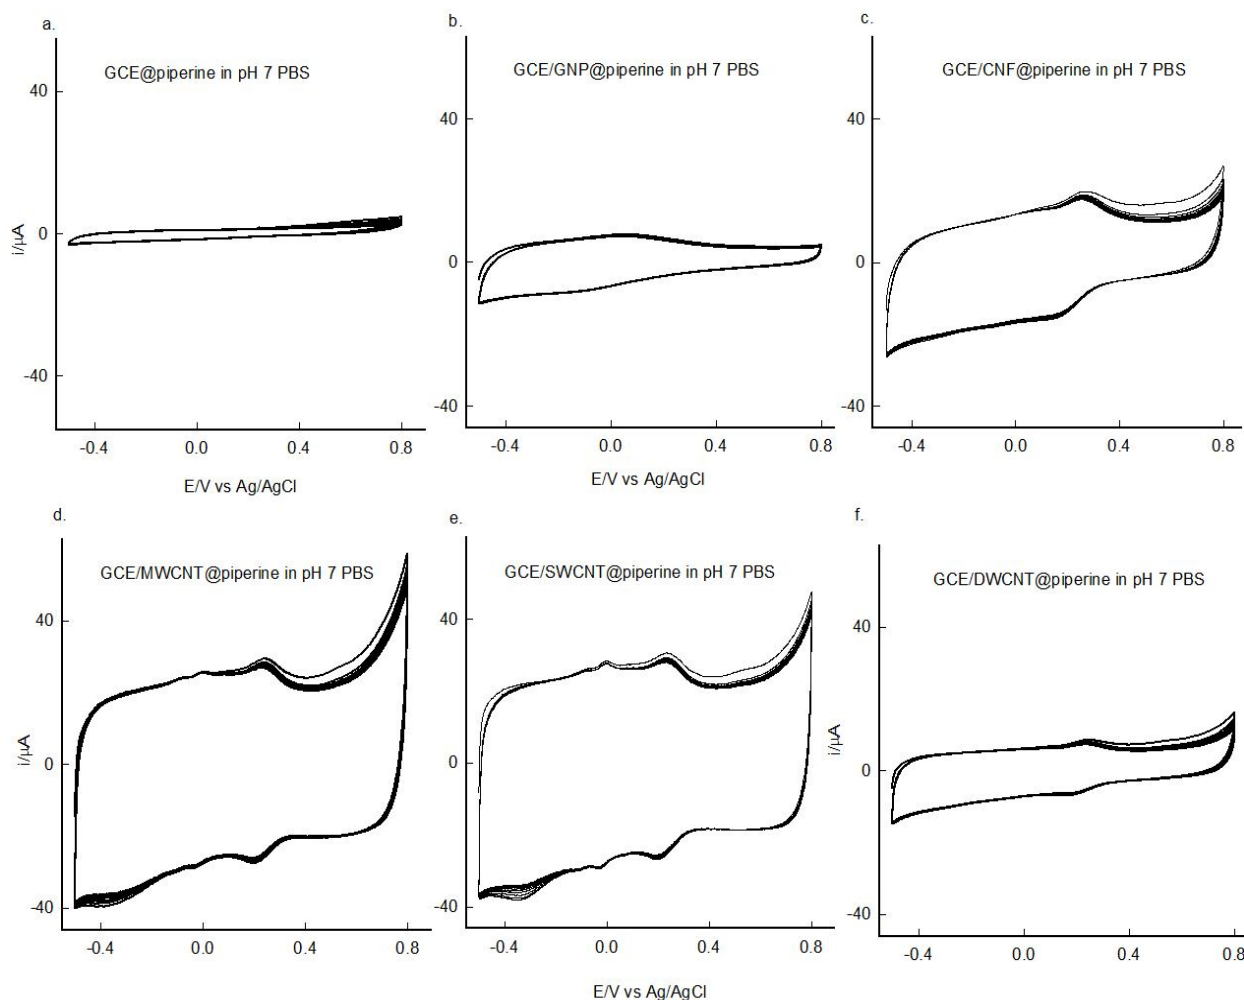 a.
GCE@piperine in pH 7 PBS
40
0
-40
i/µA
-0.4 0.0 0.4 0.8
E/V vs Ag/AgCl
b.
GCE/GNP@piperine in pH 7 PBS
40
0
-40
-0.4 0.0 0.4 0.8
E/V vs Ag/AgCl
c.
GCE/CNF@piperine in pH 7 PBS
40
0
-40
-0.4 0.0 0.4 0.8
d.
GCE/MWCNT@piperine in pH 7 PBS
40
0
-40
i/µA
-0.4 0.0 0.4 0.8
e.
GCE/SWCNT@piperine in pH 7 PBS
40
0
-40
-0.4 0.0 0.4 0.8
E/V vs Ag/AgCl
f.
GCE/DWCNT@piperine in pH 7 PBS
40
0
-40
i/µA
-0.4 0.0 0.4 0.8